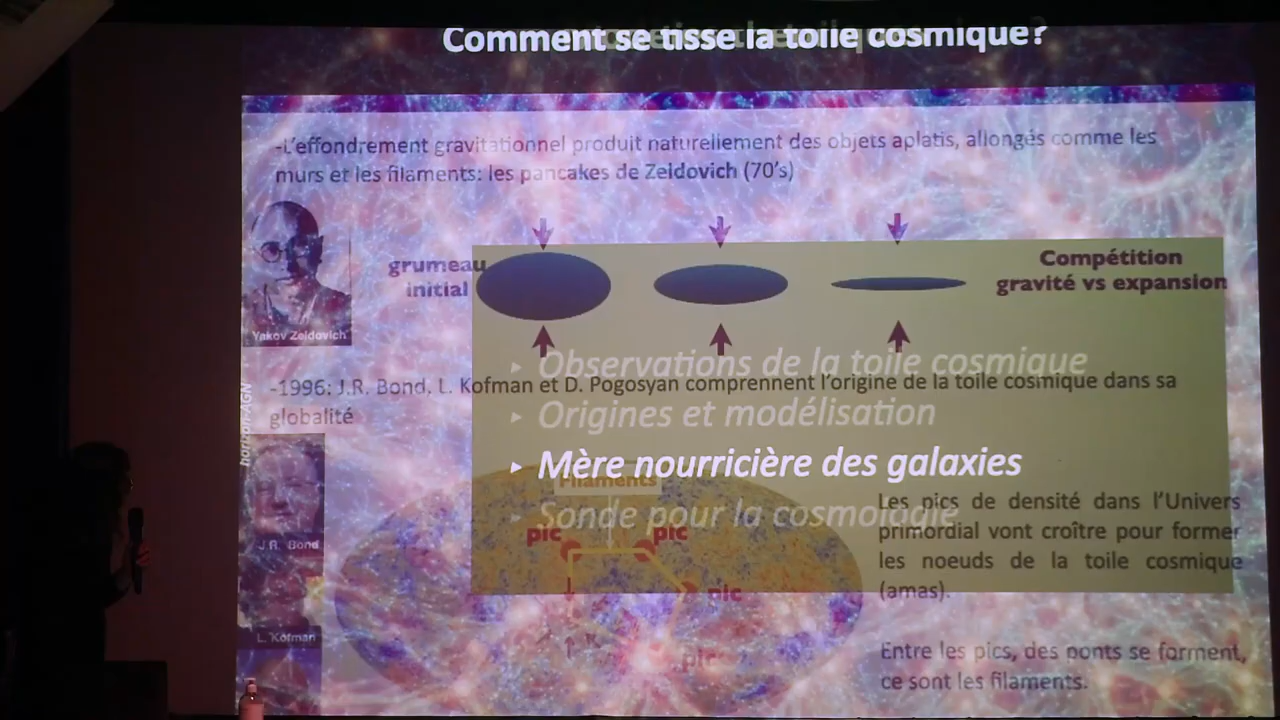 Comment se tisse la toile cosmique?
-L'effondrement gravitationnel produit naturellement des objets aplatis, allongés comme les
murs et les filaments: les pancakes de Zeldovich (70's)
grumeau
initial
Compétition
gravité vs expansion
Yakov Zeldovich
▸ Observations de la toile cosmique
-1996: J.R. Bond, L. Kofman et D. Pogosyan comprennent l'origine de la toile cosmique dans sa
globalité
▸ Origines et modélisation
horizon-AGN
▸ Mère nourricière des galaxies
Filaments
▸ Sonde pour la cosmologie
Les pics de densité dans l'Univers
primordial vont croître pour former
les noeuds de la toile cosmique
(amas).
pic
pic
J.R. Bond
pic
pic
L. Kofman
Entre les pics, des ponts se forment,
ce sont les filaments.